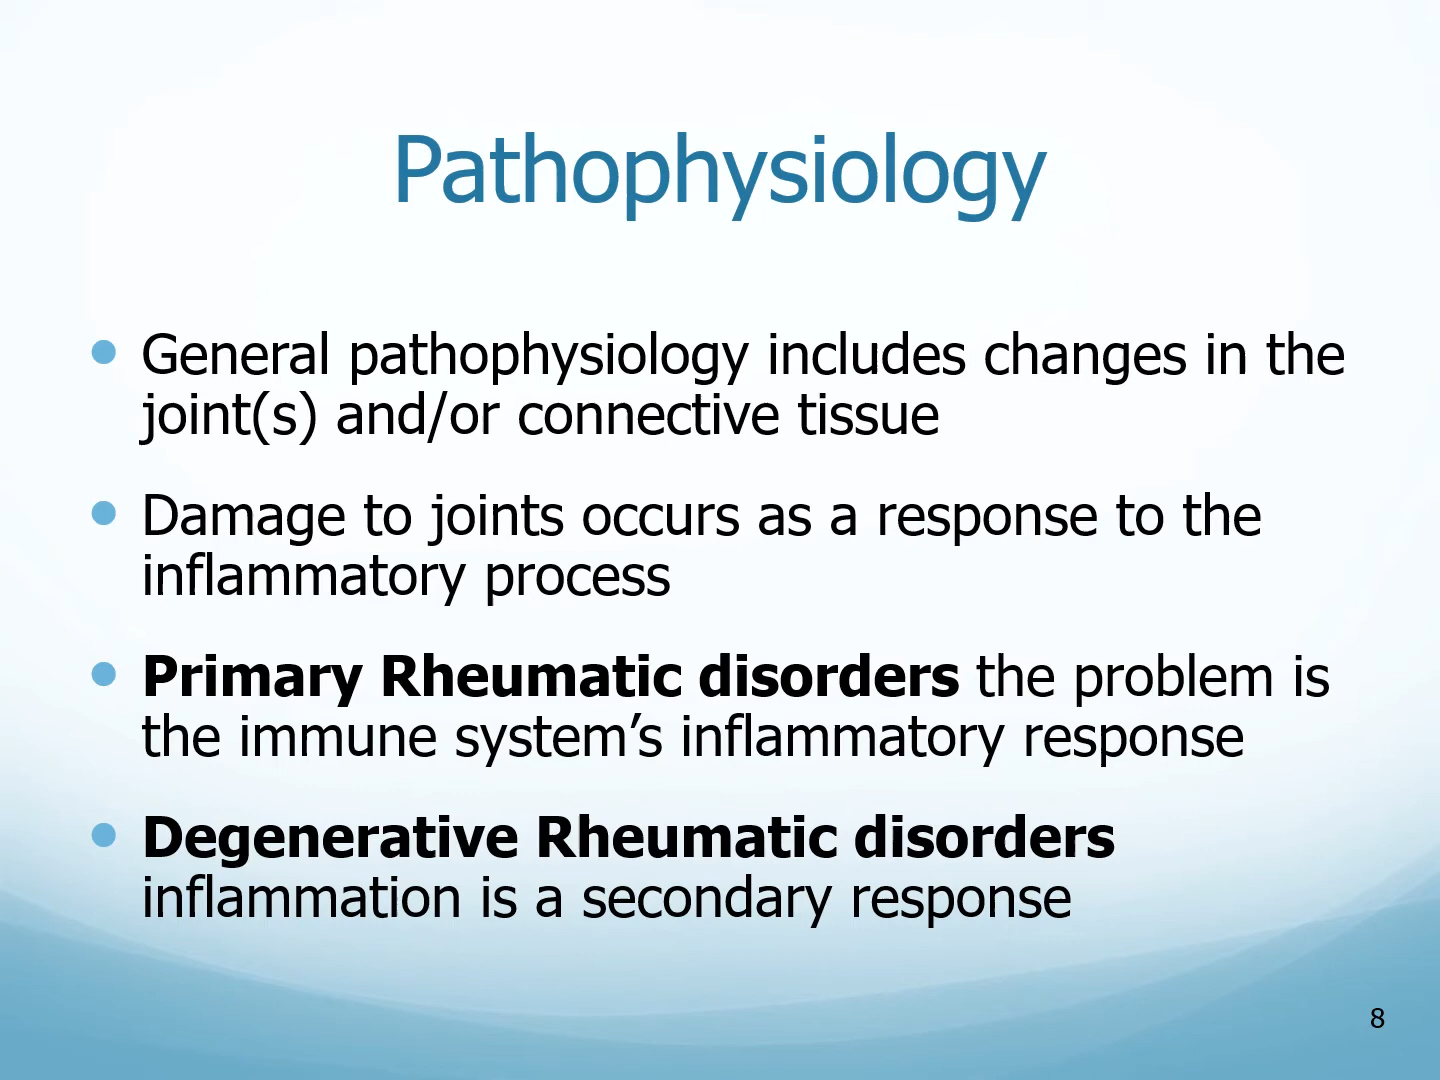 Pathophysiology
• General pathophysiology includes changes in the
joint(s) and/or connective tissue
• Damage to joints occurs as a response to the
inflammatory process
• Primary Rheumatic disorders the problem is
the immune system’s inflammatory response
• Degenerative Rheumatic disorders
inflammation is a secondary response
8